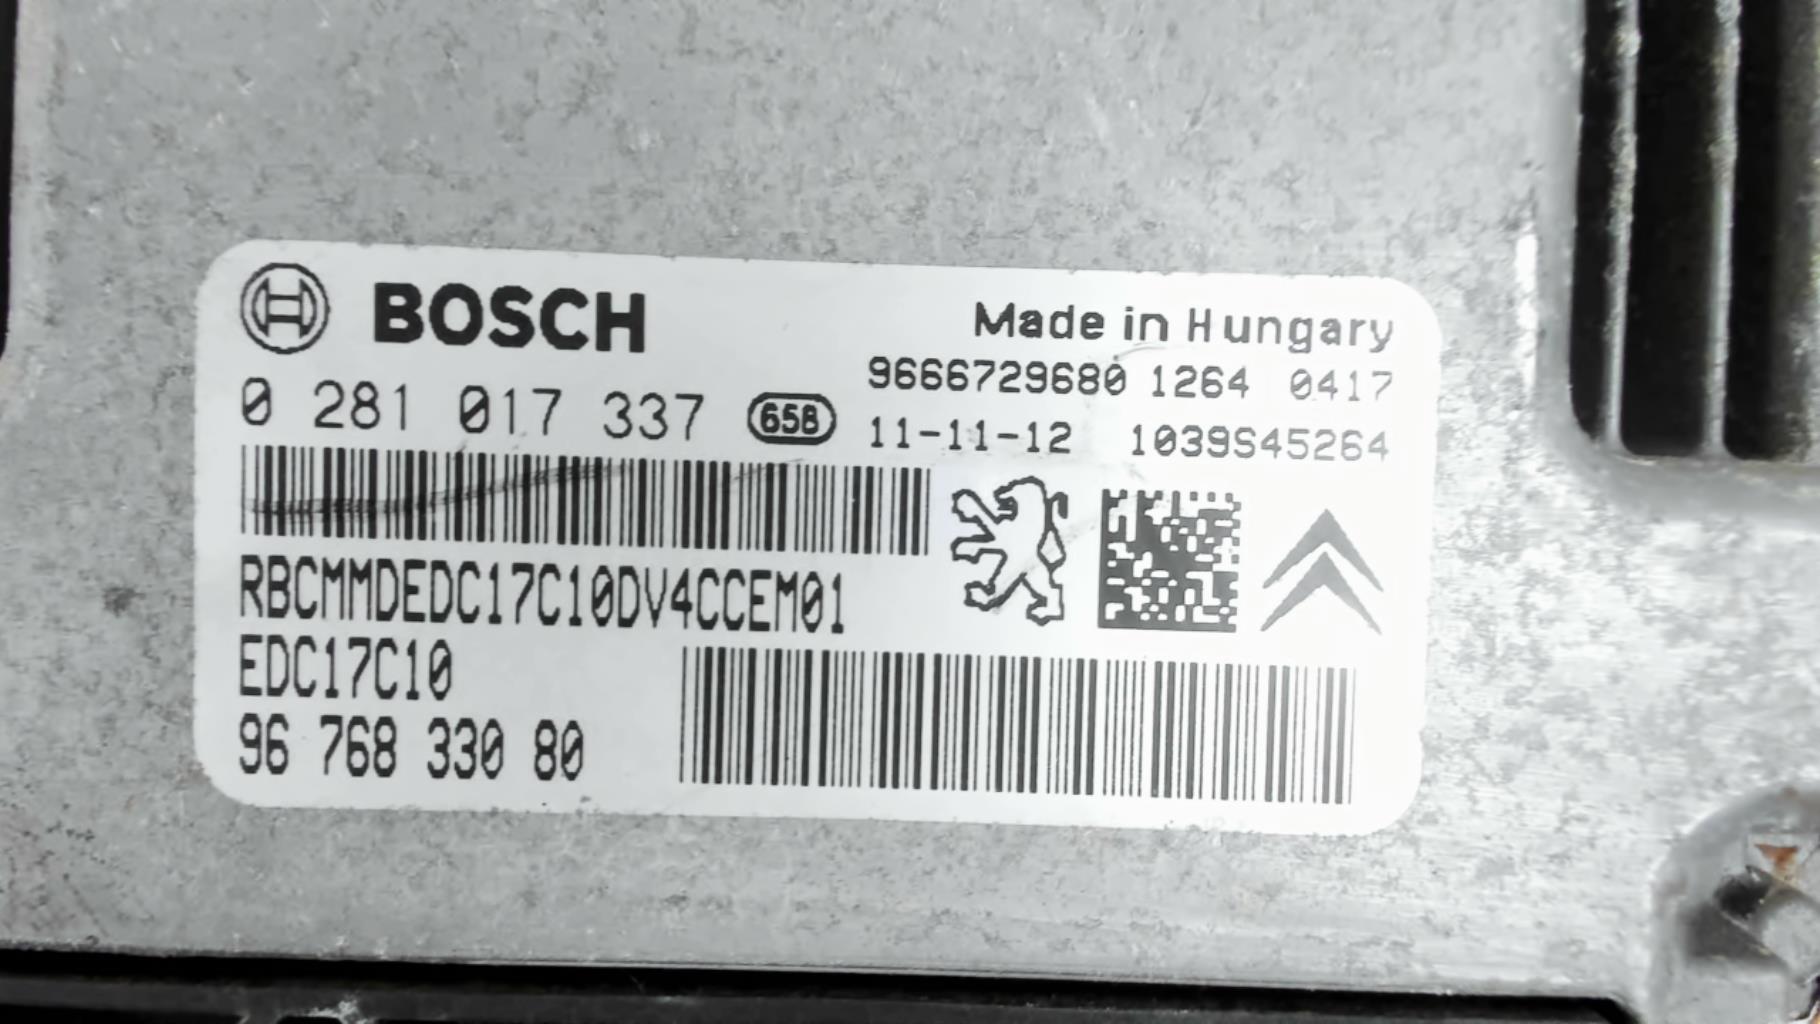 BOSCH
Made in Hungary
9666729680 1264 0417
0 281 017 337 658
11-11-12 1039S45264
RBCMMDEDC17C10DV4CCEM01
EDC17C10
96 768 330 80